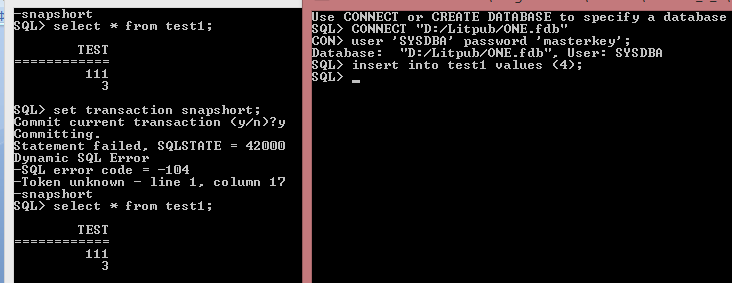 -snapshort
SQL> select * from test1;
TEST
============
111
3
SQL> set transaction snapshort;
Commit current transaction (y/n)?y
Committing.
Statement failed, SQLSTATE = 42000
Dynamic SQL Error
-SQL error code = -104
-Token unknown - line 1, column 17
-snapshort
SQL> select * from test1;
TEST
============
111
3
Use CONNECT or CREATE DATABASE to specify a database
SQL> CONNECT "D:/Litpub/ONE.fdb"
CON> user 'SYSDBA' password 'masterkey';
Database:  "D:/Litpub/ONE.fdb", User: SYSDBA
SQL> insert into test1 values (4);
SQL> _